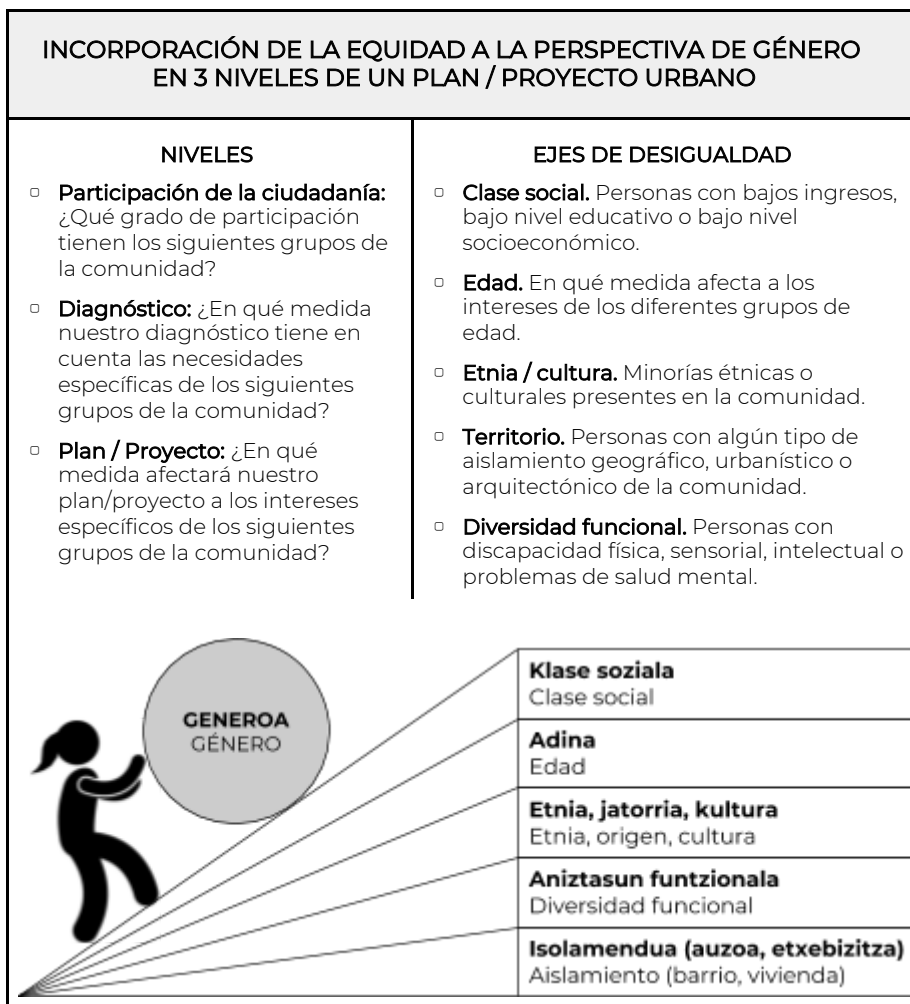 INCORPORACIÓN DE LA EQUIDAD A LA PERSPECTIVA DE GÉNERO
EN 3 NIVELES DE UN PLAN / PROYECTO URBANO
NIVELES
Participación de la ciudadanía:
¿Qué grado de participación
tienen los siguientes grupos de
la comunidad?
Diagnóstico: ¿En qué medida
nuestro diagnóstico tiene en
cuenta las necesidades
específicas de los siguientes
grupos de la comunidad?
Plan / Proyecto: ¿En qué
medida afectará nuestro
plan/proyecto a los intereses
específicos de los siguientes
grupos de la comunidad?
EJES DE DESIGUALDAD
Clase social. Personas con bajos ingresos,
bajo nivel educativo o bajo nivel
socioeconómico.
Edad. En qué medida afecta a los
intereses de los diferentes grupos de
edad.
Etnia / cultura. Minorías étnicas o
culturales presentes en la comunidad.
Territorio. Personas con algún tipo de
aislamiento geográfico, urbanístico o
arquitectónico de la comunidad.
Diversidad funcional. Personas con
discapacidad física, sensorial, intelectual o
problemas de salud mental.
GENEROA
GÉNERO
Klase soziala
Clase social
Adina
Edad
Etnia, jatorria, kultura
Etnia, origen, cultura
Aniztasun funtzionala
Diversidad funcional
Isolamendua (auzoa, etxebizitza)
Aislamiento (barrio, vivienda)